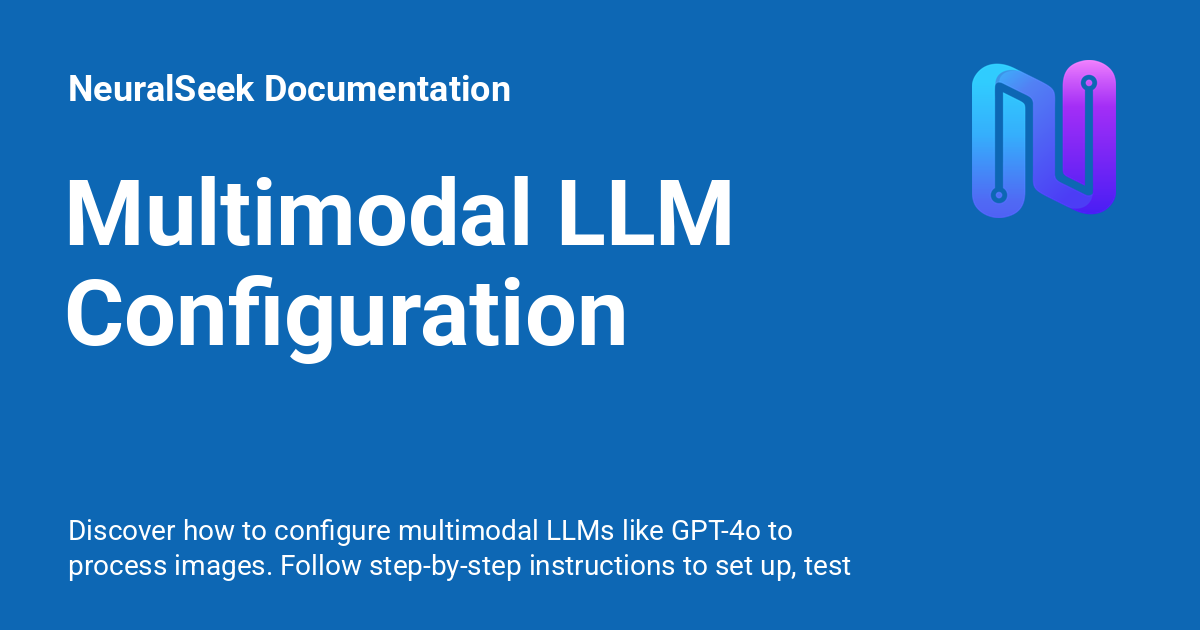 NeuralSeek Documentation
Multimodal LLM
Configuration
Discover how to configure multimodal LLMs like GPT-4o to
process images. Follow step-by-step instructions to set up, test